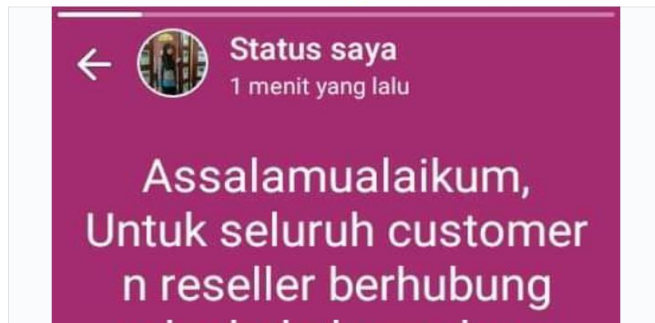 Status saya
1 menit yang lalu
Assalamualaikum,
Untuk seluruh customer
n reseller berhubung